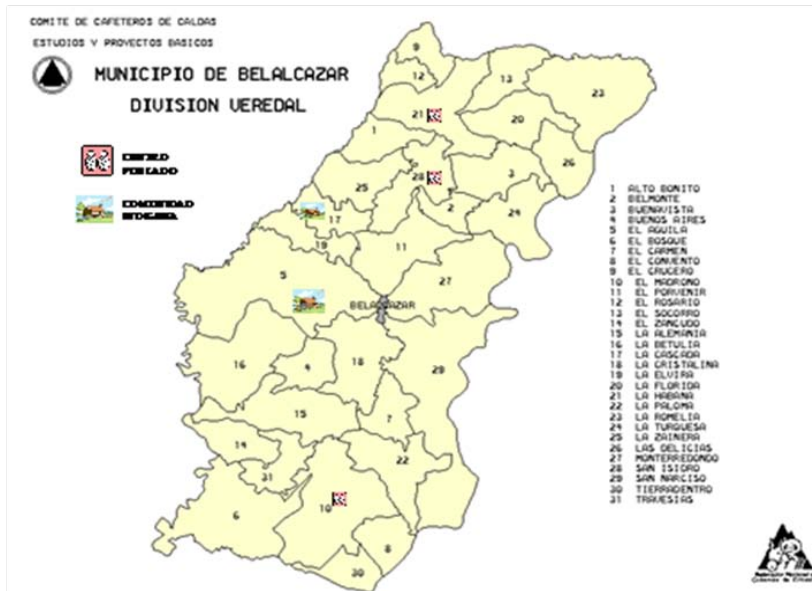 COMITE DE CAFETEROS DE CALDAS
ESTUDIOS Y PROYECTOS BASICOS
MUNICIPIO DE BELALCAZAR
DIVISION VEREDAL
9
12
13
23
21
20
1
26
28
3
25
2
24
17
19
11
5
27
BELALCAZAR
16
4
18
29
15
7
14
22
31
10
6
8
30
1 ALTO BONITO
2 BELMONTE
3 BUENAVISTA
4 BUENOS AIRES
5 EL AGUILA
6 EL BOSQUE
7 EL CARMEN
8 EL CONVENTO
9 EL CRUCERO
10 EL MADRONO
11 EL PORVENIR
12 EL ROSARIO
13 EL SOCORRO
14 EL ZANCUDO
15 LA ALEMANIA
16 LA BETULIA
17 LA CASCADA
18 LA CRISTALINA
19 LA ELVIRA
20 LA FLORIDA
21 LA HABANA
22 LA PALOMA
23 LA ROMELIA
24 LA TURQUESA
25 LA ZAINERA
26 LAS DELICIAS
27 MONTERREDONDO
28 SAN ISIDRO
29 SAN NARCISO
30 TIERRADENTRO
31 TRAVESIAS